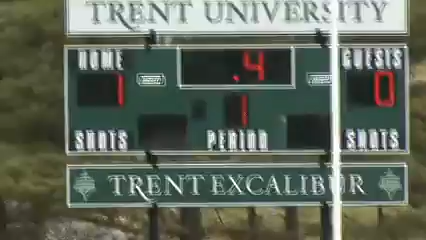 TRENT UNIVERSITY
HOME .4 GUESTS
1 1 0
SHOTS PERIOD SHOTS
TRENT EXCALIBUR